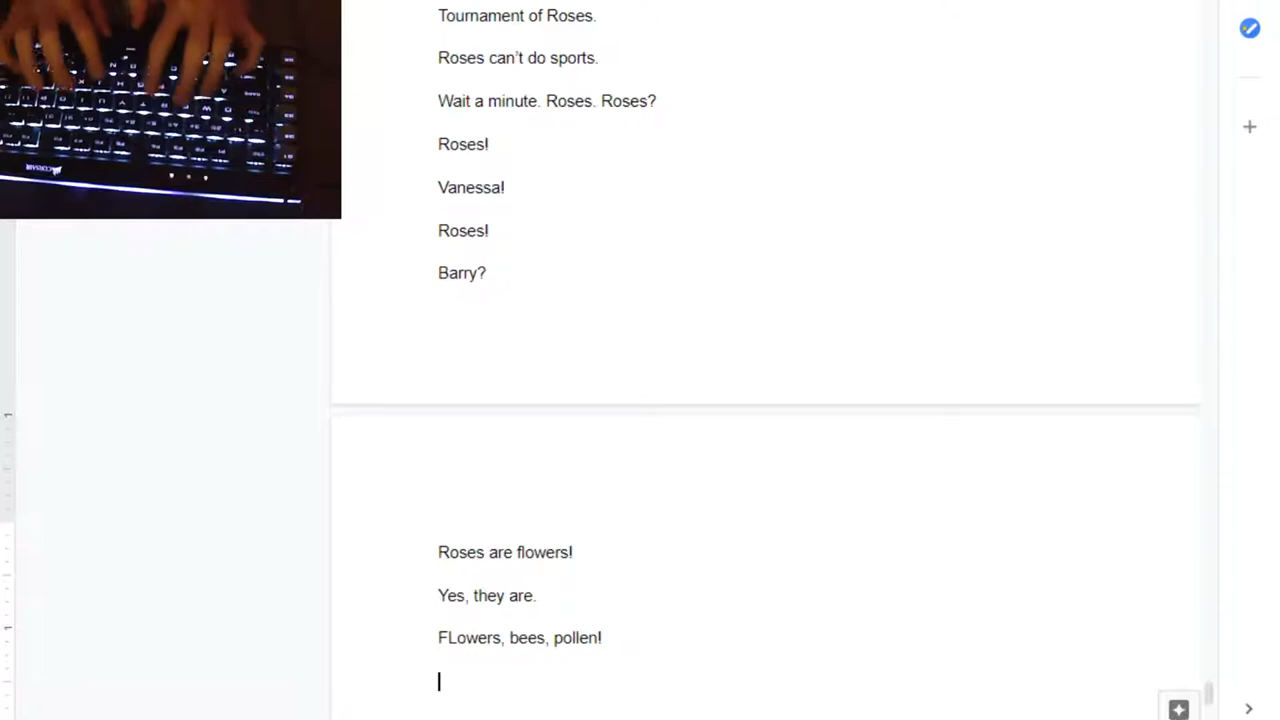 Tournament of Roses.
Roses can't do sports.
Wait a minute. Roses. Roses?
Roses!
Vanessa!
Roses!
Barry?
Roses are flowers!
Yes, they are.
FLowers, bees, pollen!